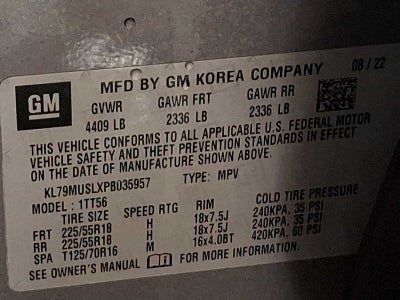 MFD BY GM KOREA COMPANY 08 / 22
GM
GVWR GAWR FRT GAWR RR
4409 LB 2336 LB 2336 LB
THIS VEHICLE CONFORMS TO ALL APPLICABLE U.S. FEDERAL MOTOR
VEHICLE SAFETY AND THEFT PREVENTION STANDARDS IN EFFECT
ON THE DATE OF MANUFACTURE SHOWN ABOVE.
KL79MUSLXPB035957 TYPE: MPV
MODEL : 1TT56
TIRE SIZE SPEED RTG RIM COLD TIRE PRESSURE
FRT 225/55R18 H 18x7.5J 240KPA, 35 PSI
RR 225/55R18 H 18x7.5J 240KPA, 35 PSI
SPA T125/70R16 M 16x4.0BT 420KPA, 60 PSI
SEE OWNER'S MANUAL FOR MORE INFORMATION.